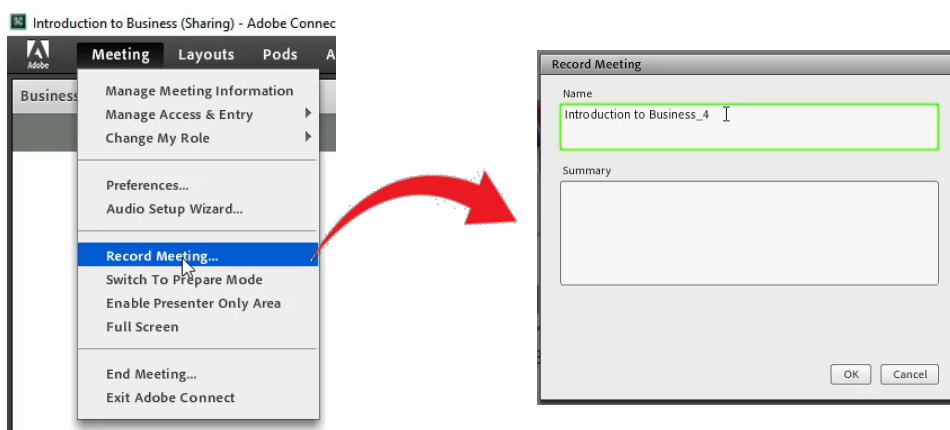 Introduction to Business (Sharing) - Adobe Connec
Adobe
Meeting Layouts Pods A
Business
Manage Meeting Information
Manage Access & Entry
Change My Role
Preferences...
Audio Setup Wizard...
Record Meeting...
Switch To Prepare Mode
Enable Presenter Only Area
Full Screen
End Meeting...
Exit Adobe Connect
Record Meeting
Name
Introduction to Business_4
Summary
OK Cancel